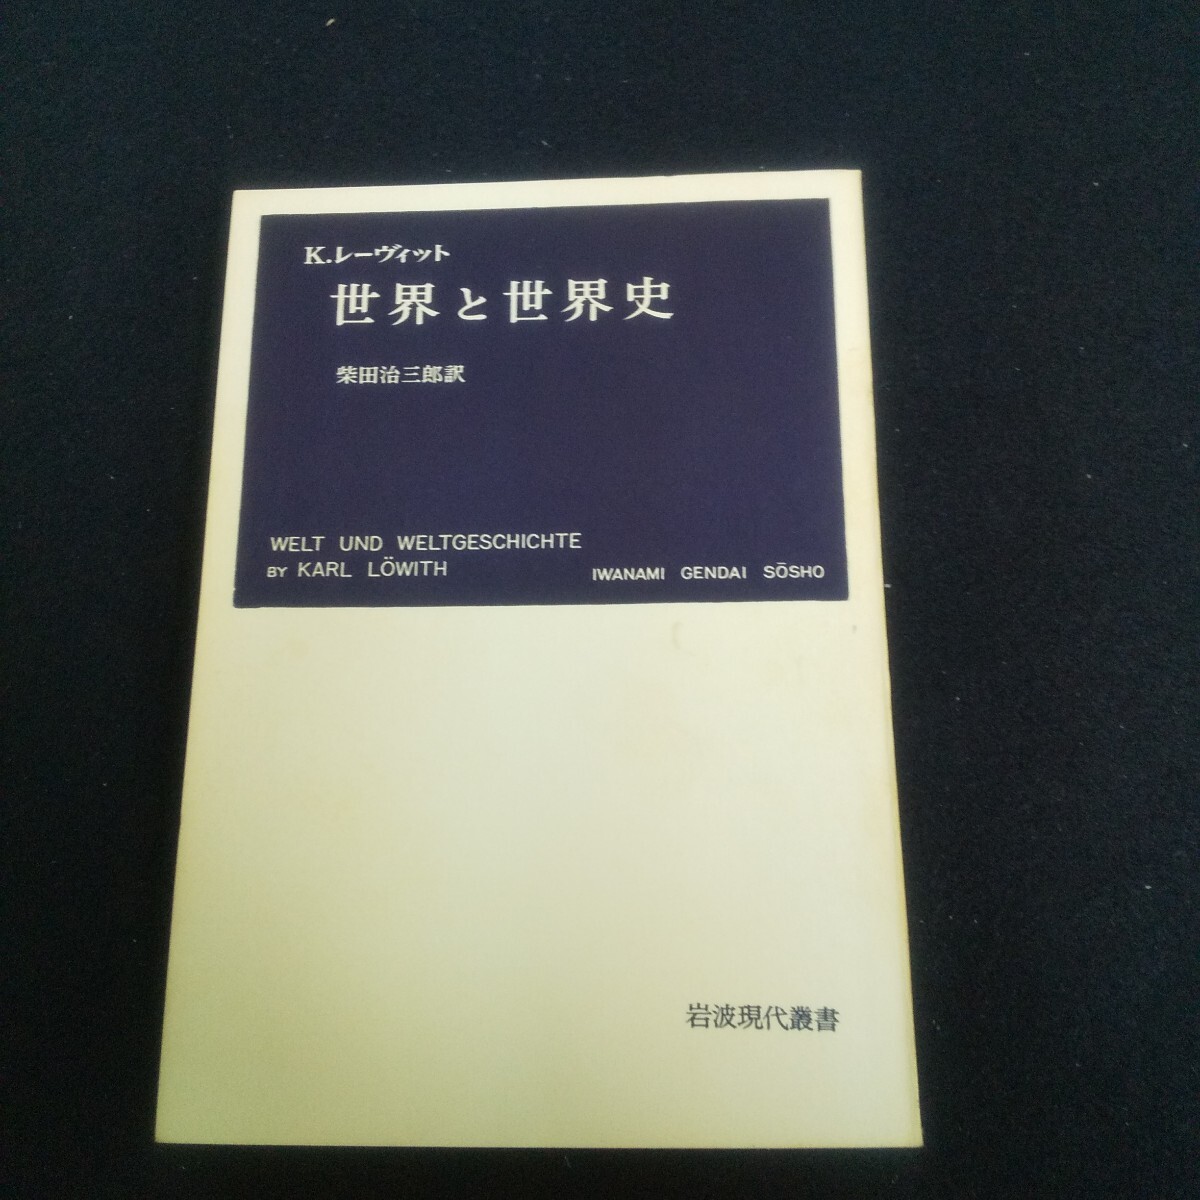 K.レーヴィット
世界と世界史
柴田治三郎訳
WELT UND WELTGESCHICHTE
BY KARL LÖWITH
IWANAMI GENDAI SŌSHO
岩波現代叢書